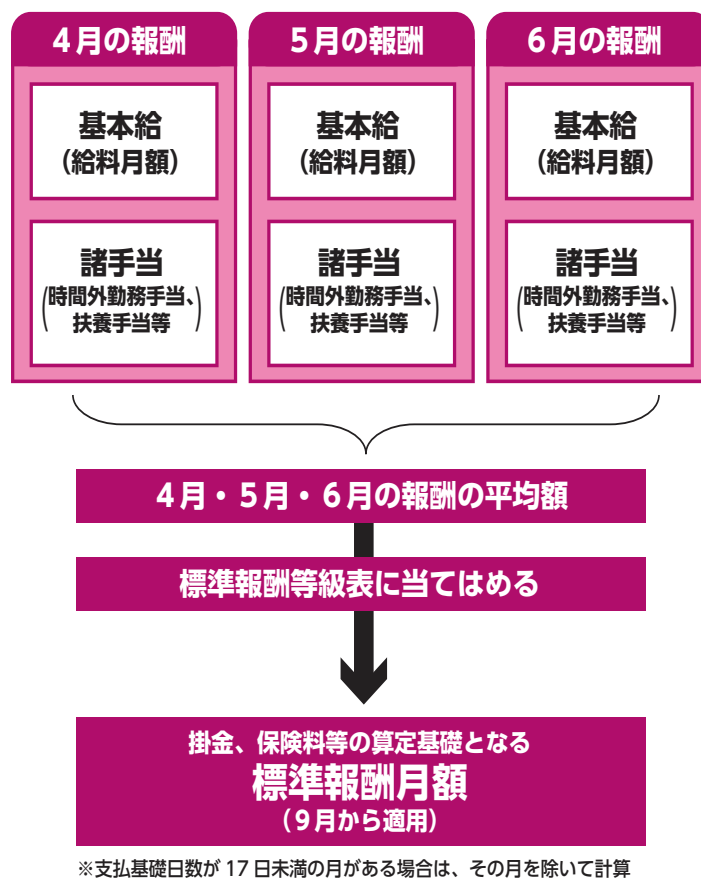 4月の報酬
基本給
(給料月額)
諸手当
(時間外勤務手当、
扶養手当等)
5月の報酬
基本給
(給料月額)
諸手当
(時間外勤務手当、
扶養手当等)
6月の報酬
基本給
(給料月額)
諸手当
(時間外勤務手当、
扶養手当等)
4月・5月・6月の報酬の平均額
標準報酬等級表に当てはめる
掛金、保険料等の算定基礎となる
標準報酬月額
(9月から適用)
※支払基礎日数が 17 日未満の月がある場合は、その月を除いて計算